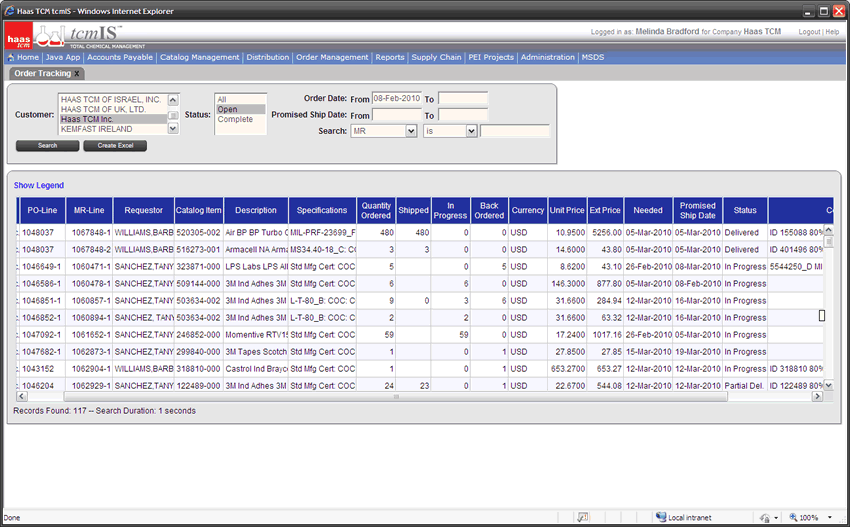 Haas TCM tcmIS - Windows Internet Explorer
haas tcm tcmIS™ TOTAL CHEMICAL MANAGEMENT
Logged in as: Melinda Bradford for Company Haas TCM Logout | Help
Home | Java App | Accounts Payable | Catalog Management | Distribution | Order Management | Reports | Supply Chain | PEI Projects | Administration | MSDS
Order Tracking X
Customer: HAAS TCM OF ISRAEL, INC.
HAAS TCM OF UK, LTD.
Haas TCM Inc.
KEMFAST IRELAND
Status: All
Open
Complete
Order Date: From 08-Feb-2010 To
Promised Ship Date: From To
Search: MR is
Search Create Excel
Show Legend
PO-Line MR-Line Requestor Catalog Item Description Specifications Quantity Ordered Shipped In Progress Back Ordered Currency Unit Price Ext Price Needed Promised Ship Date Status
1048037 1067848-1 WILLIAMS,BARB 520305-002 Air BP BP Turbo MIL-PRF-23699_F 480 480 0 USD 10.9500 5256.00 05-Mar-2010 05-Mar-2010 Delivered ID 155088 80%
1048037 1067848-2 WILLIAMS,BARB 516273-001 Armacell NA Arma MS34.40-18_C: C 3 3 0 USD 14.6000 43.80 05-Mar-2010 05-Mar-2010 Delivered ID 401496 80%
1046649-1 1060471-1 SANCHEZ,TANY 323871-000 LPS Labs LPS Al Std Mfg Cert: COC 5 5 USD 8.6200 43.10 26-Feb-2010 08-Mar-2010 In Progress 5544250_D MI
1046586-1 1060478-1 SANCHEZ,TANY 509144-000 3M Ind Adhes 3M Std Mfg Cert: COC 6 6 0 USD 146.3000 877.80 05-Mar-2010 08-Feb-2010 In Progress
1046851-1 1060857-1 SANCHEZ,TANY 503634-002 3M Ind Adhes 3M L-T-80_B: COC: C 9 0 3 6 USD 31.6600 284.94 12-Mar-2010 16-Mar-2010 In Progress
1046852-1 1060894-1 SANCHEZ, TANY 503634-002 3M Ind Adhes 3M L-T-80_B: COC: C 2 2 0 USD 31.6600 63.32 12-Mar-2010 16-Mar-2010 In Progress
1047092-1 1061652-1 SANCHEZ,TANY 246852-000 Momentive RTV15 Std Mfg Cert: COC 59 59 0 USD 17.2400 1017.16 26-Feb-2010 05-Mar-2010 In Progress
1047682-1 1062873-1 SANCHEZ,TANY 299840-000 3M Tapes Scotch Std Mfg Cert: COC 1 1 USD 27.8500 27.85 15-Mar-2010 19-Mar-2010 In Progress
1043152 1062904-1 WILLIAMS,BARB 318810-000 Castrol Ind Brayc Std Mfg Cert: COC 1 1 USD 653.2700 653.27 12-Mar-2010 12-Mar-2010 In Progress ID 318810 80%
1046204 1062929-1 SANCHEZ,TANY 122489-000 3M Ind Adhes 3M Std Mfg Cert: COC 24 23 1 USD 22.6700 544.08 12-Mar-2010 12-Mar-2010 Partial Del. ID 122489 80%
Records Found: 117 -- Search Duration: 1 seconds
Done Local intranet 100%